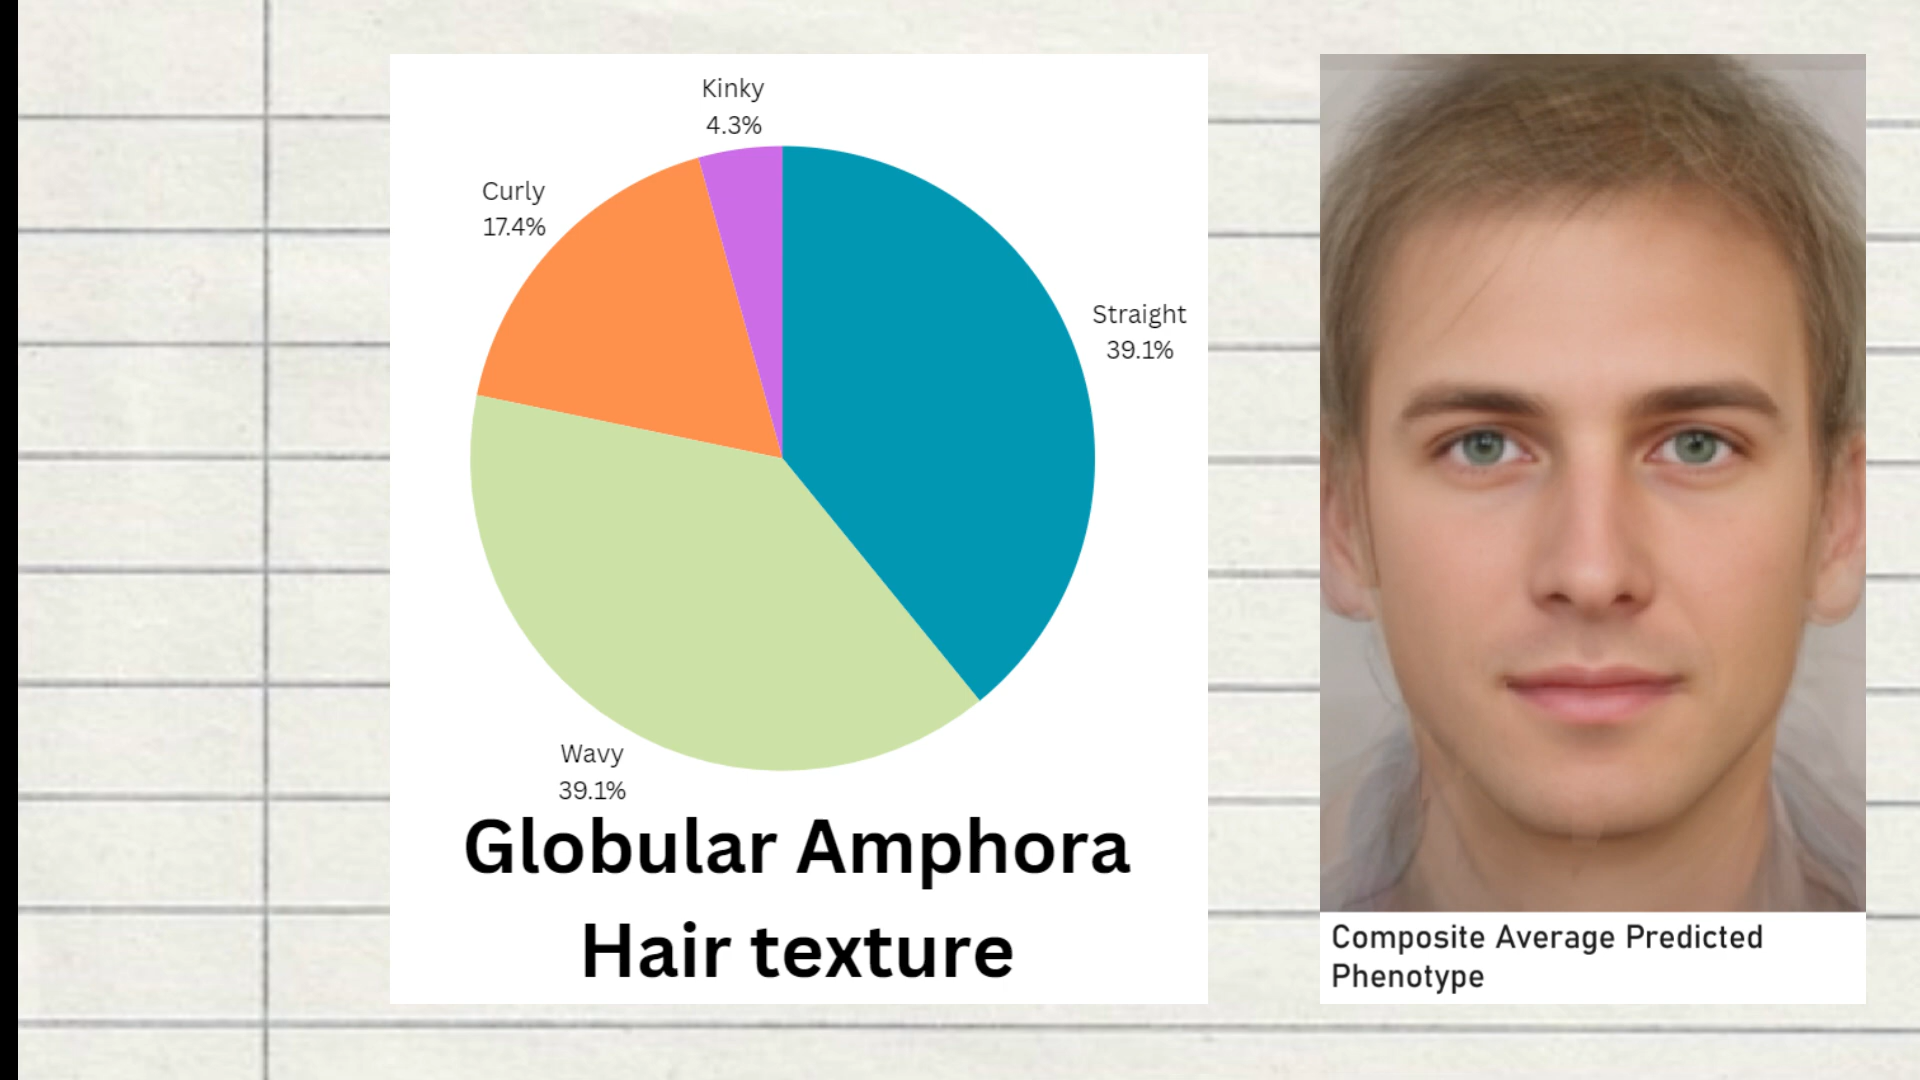 Kinky
4.3%
Curly
17.4%
Straight
39.1%
Wavy
39.1%
Globular Amphora
Hair texture
Composite Average Predicted
Phenotype